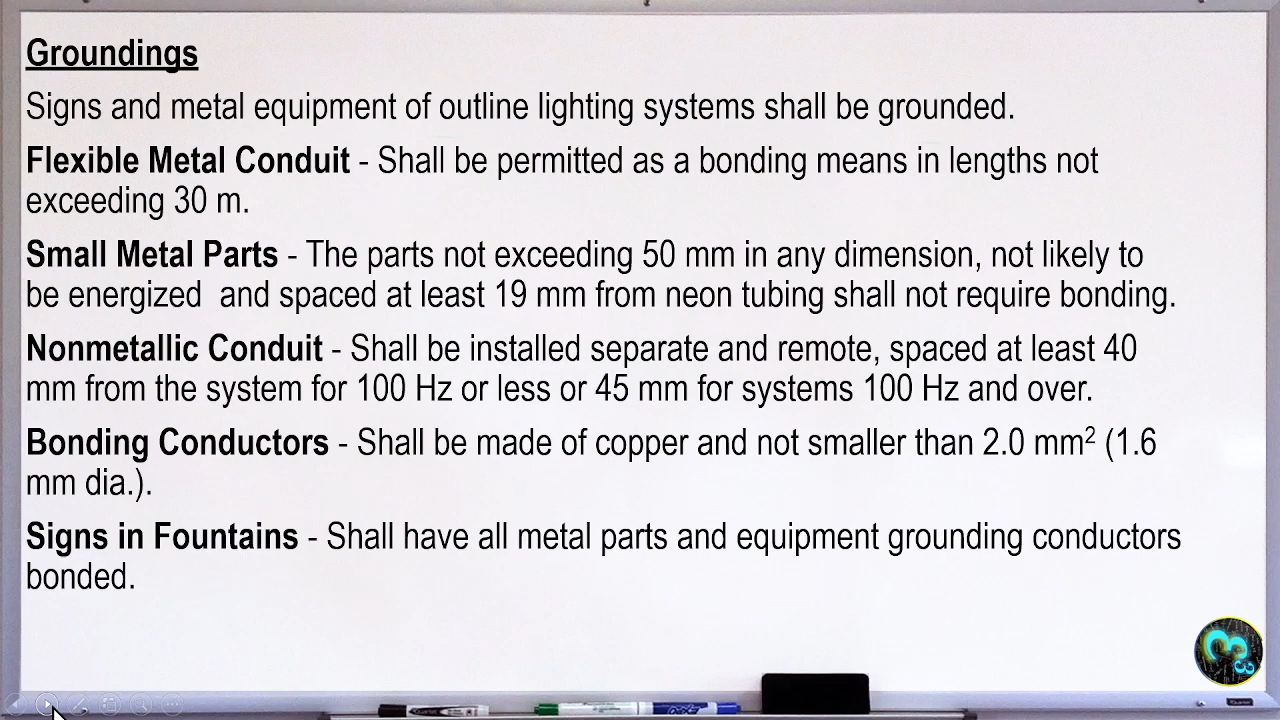 Groundings
Signs and metal equipment of outline lighting systems shall be grounded.
Flexible Metal Conduit - Shall be permitted as a bonding means in lengths not
exceeding 30 m.
Small Metal Parts - The parts not exceeding 50 mm in any dimension, not likely to
be energized  and spaced at least 19 mm from neon tubing shall not require bonding.
Nonmetallic Conduit - Shall be installed separate and remote, spaced at least 40
mm from the system for 100 Hz or less or 45 mm for systems 100 Hz and over.
Bonding Conductors - Shall be made of copper and not smaller than 2.0 mm² (1.6
mm dia.).
Signs in Fountains - Shall have all metal parts and equipment grounding conductors
bonded.